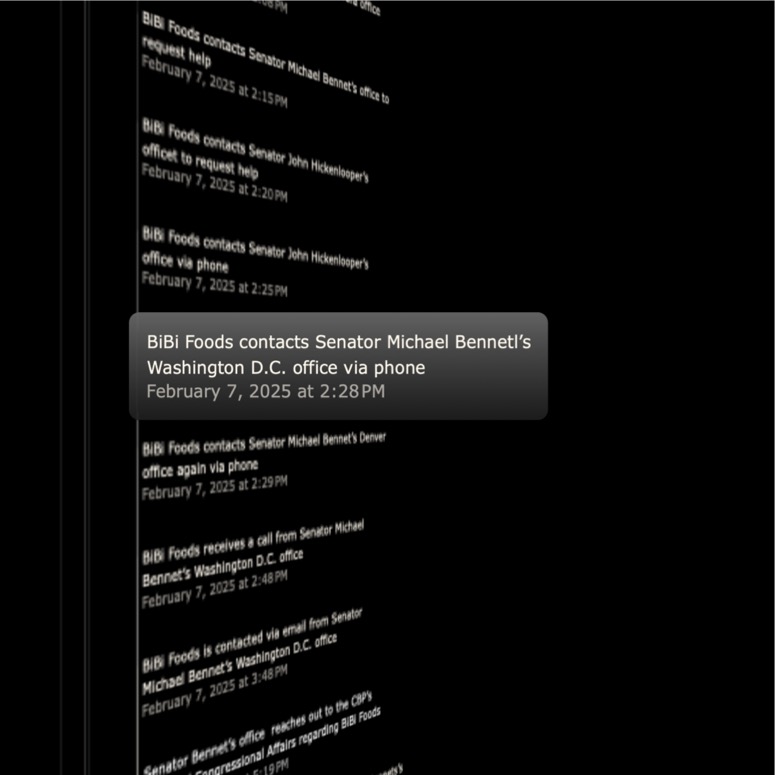 office
PM
BiBi Foods contacts Senator Michael Bennet's office to
request help
February 7, 2025 at 2:15PM
BiBi Foods contacts Senator John Hickenlooper's
officet to request help
February 7, 2025 at 2:20PM
BiBi Foods contacts Senator John Hickenlooper's
office via phone
February 7, 2025 at 2:25PM
BiBi Foods contacts Senator Michael Bennetl’s
Washington D.C. office via phone
February 7, 2025 at 2:28PM
BiBi Foods contacts Senator Michael Bennet's Denver
office again via phone
February 7, 2025 at 2:29PM
BiBi Foods receives a call from Senator Michael
Bennet's Washington D.C. office
February 7, 2025 at 2:48PM
BiBi Foods is contacted via email from Senator
Michael Bennet's Washington D.C. office
February 7, 2025 at 3:48PM
Senator Bennet's office reaches out to the CBP's
Congressional Affairs regarding BiBi Foods
5:19PM